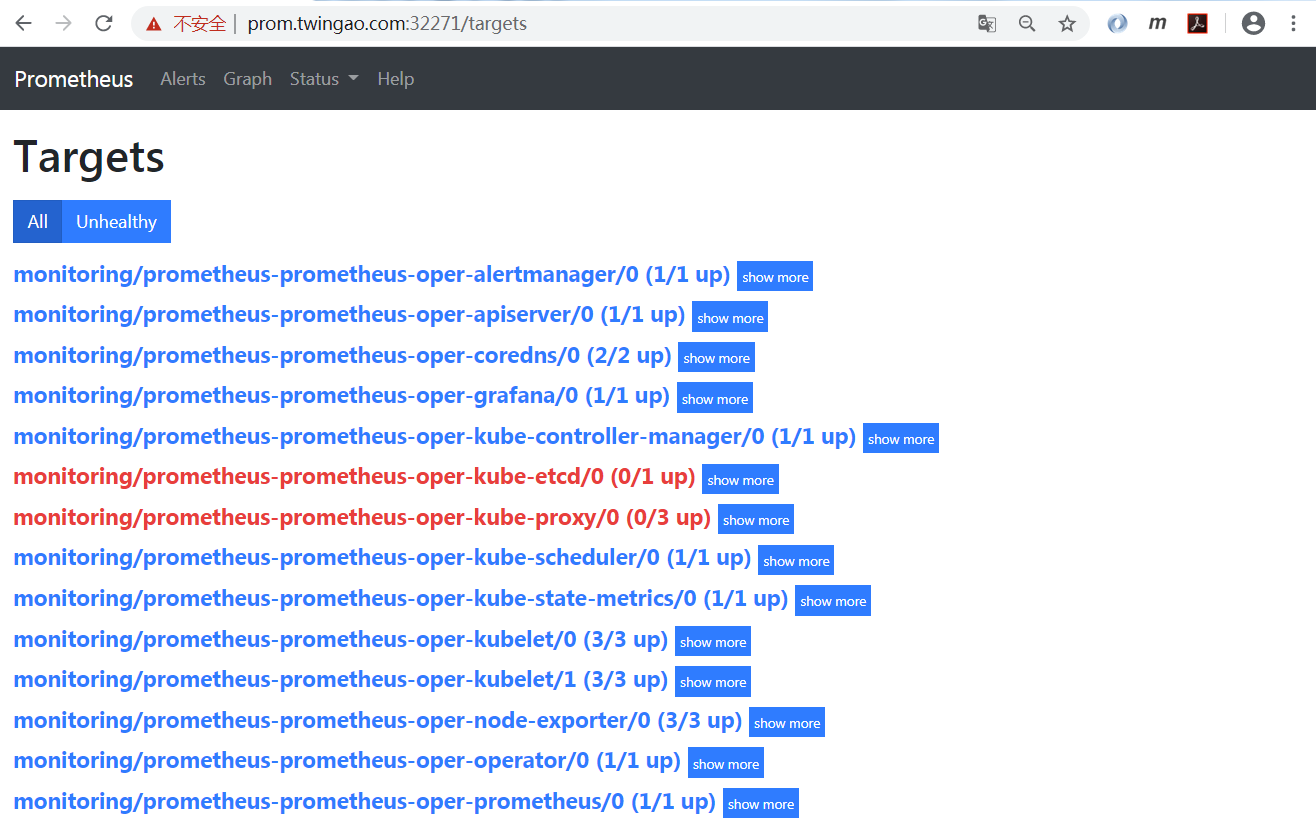 不安全 | prom.twingao.com:32271/targets
Prometheus Alerts Graph Status Help
Targets
All Unhealthy
monitoring/prometheus-prometheus-oper-alertmanager/0 (1/1 up) show more
monitoring/prometheus-prometheus-oper-apiserver/0 (1/1 up) show more
monitoring/prometheus-prometheus-oper-coredns/0 (2/2 up) show more
monitoring/prometheus-prometheus-oper-grafana/0 (1/1 up) show more
monitoring/prometheus-prometheus-oper-kube-controller-manager/0 (1/1 up) show more
monitoring/prometheus-prometheus-oper-kube-etcd/0 (0/1 up) show more
monitoring/prometheus-prometheus-oper-kube-proxy/0 (0/3 up) show more
monitoring/prometheus-prometheus-oper-kube-scheduler/0 (1/1 up) show more
monitoring/prometheus-prometheus-oper-kube-state-metrics/0 (1/1 up) show more
monitoring/prometheus-prometheus-oper-kubelet/0 (3/3 up) show more
monitoring/prometheus-prometheus-oper-kubelet/1 (3/3 up) show more
monitoring/prometheus-prometheus-oper-node-exporter/0 (3/3 up) show more
monitoring/prometheus-prometheus-oper-operator/0 (1/1 up) show more
monitoring/prometheus-prometheus-oper-prometheus/0 (1/1 up) show more